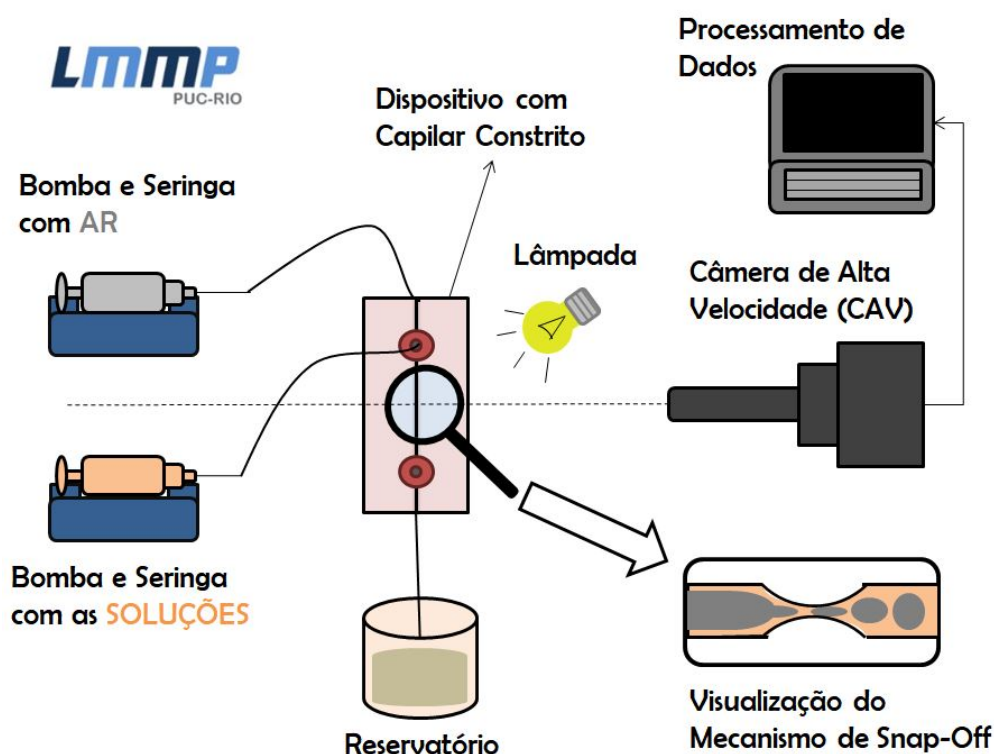 LMMP
PUC-RIO
Processamento de
Dados
Dispositivo com
Capilar Constrito
Bomba e Seringa
com AR
Lâmpada
Câmera de Alta
Velocidade (CAV)
Bomba e Seringa
com as SOLUÇÕES
Reservatório
Visualização do
Mecanismo de Snap-Off